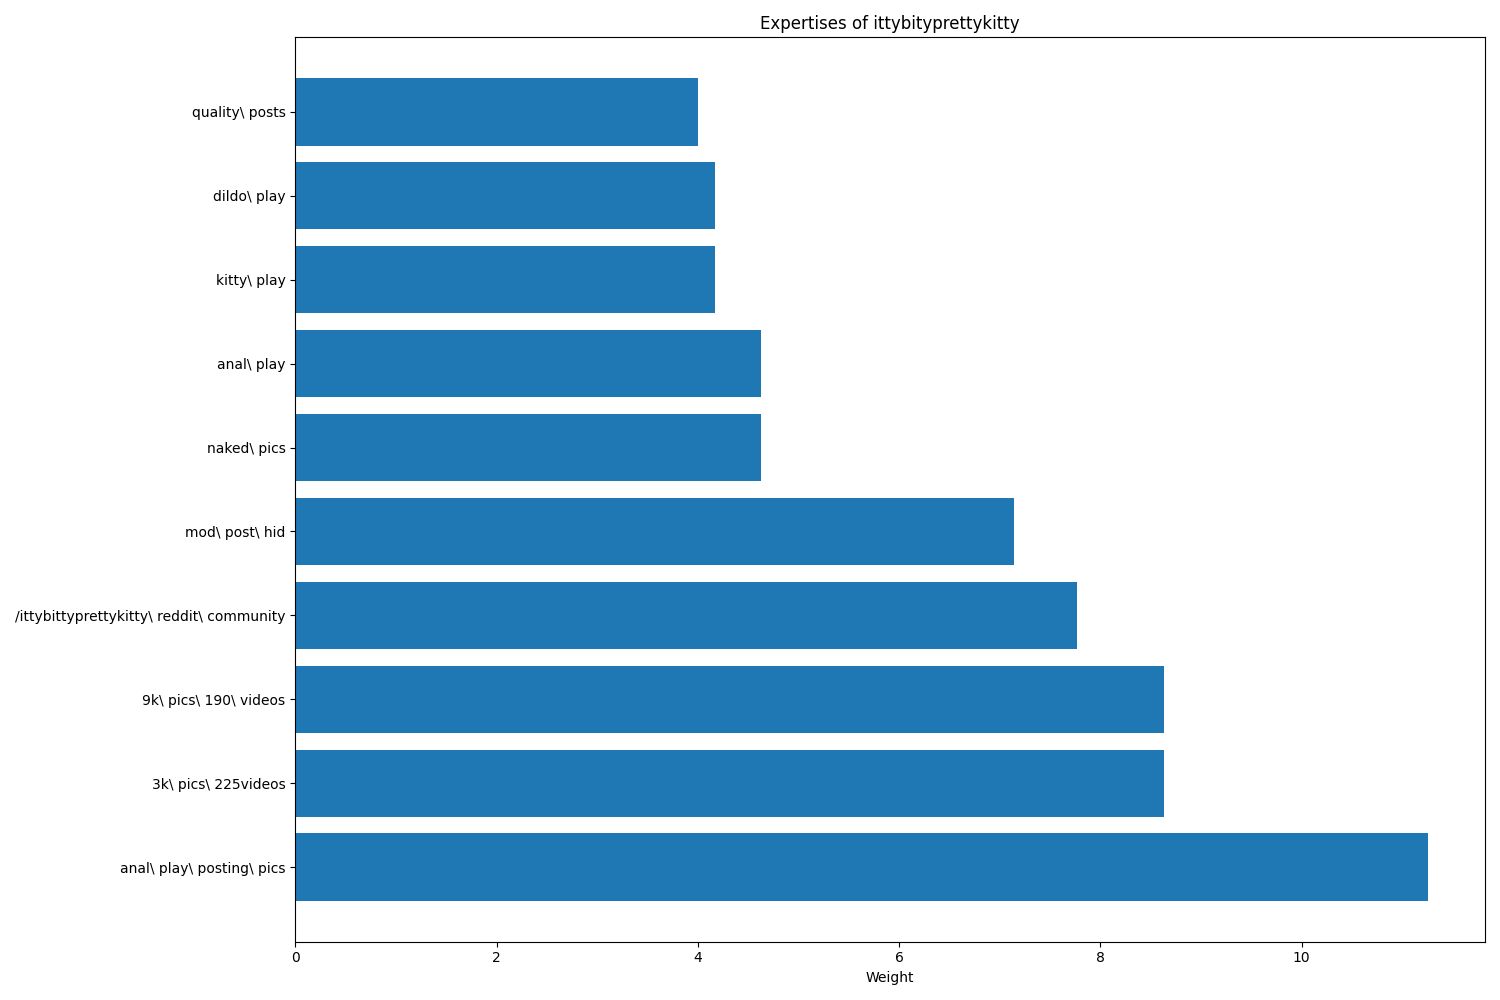 Expertises of ittybityprettykitty
quality\ posts
dildo\ play
kitty\ play
anal\ play
naked\ pics
mod\ post\ hid
/ittybittyprettykitty\ reddit\ community
9k\ pics\ 190\ videos
3k\ pics\ 225videos
anal\ play\ posting\ pics
0 2 4 6 8 10
Weight